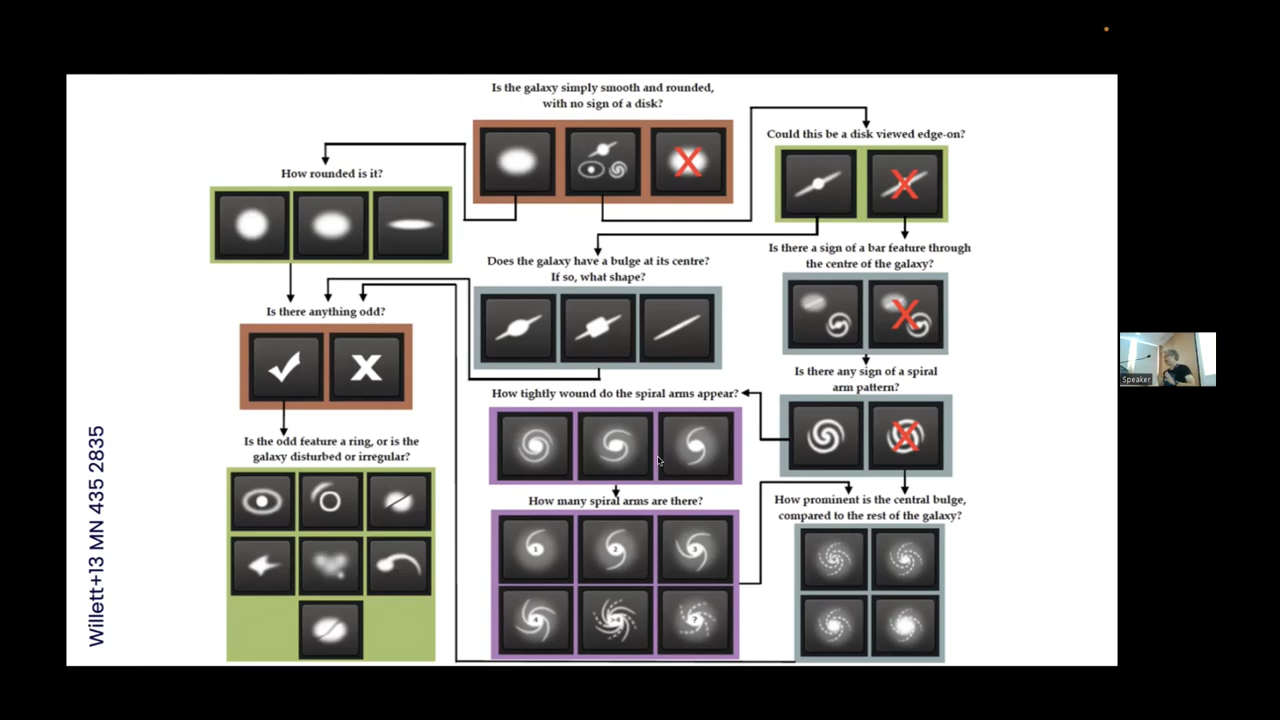 Is the galaxy simply smooth and rounded,
with no sign of a disk?
Could this be a disk viewed edge-on?
How rounded is it?
Is there a sign of a bar feature through
the centre of the galaxy?
Does the galaxy have a bulge at its centre?
If so, what shape?
Is there anything odd?
Is there any sign of a spiral
arm pattern?
How tightly wound do the spiral arms appear?
Is the odd feature a ring, or is the
galaxy disturbed or irregular?
How many spiral arms are there?
1
2
3
4
?
How prominent is the central bulge,
compared to the rest of the galaxy?
Willett+13 MN 435 2835
Speaker